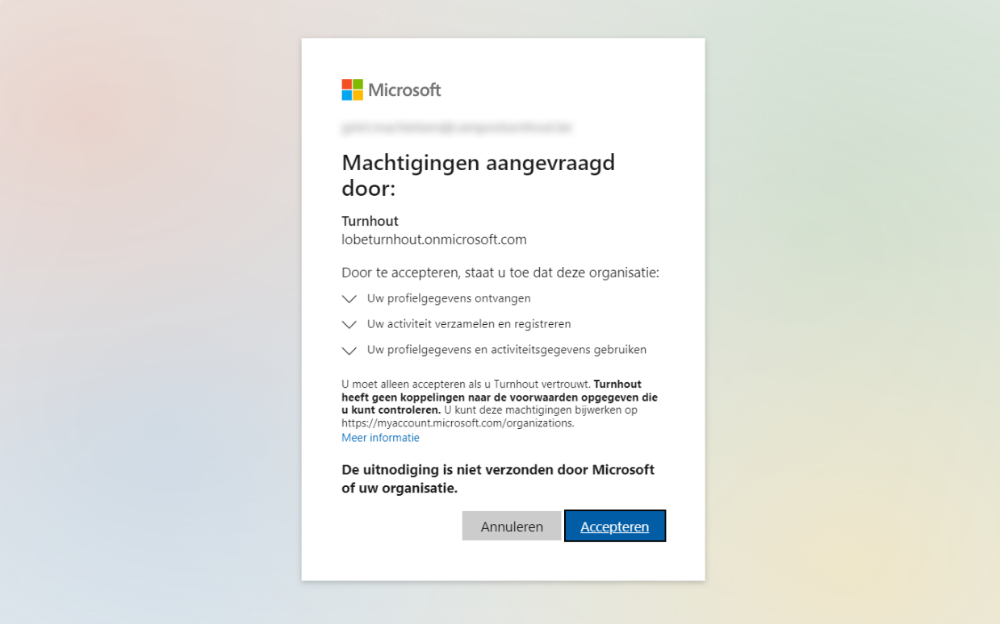 Microsoft
Machtigingen aangevraagd
door:
Turnhout
lobeturnhout.onmicrosoft.com
Door te accepteren, staat u toe dat deze organisatie:
Uw profielgegevens ontvangen
Uw activiteit verzamelen en registreren
Uw profielgegevens en activiteitsgegevens gebruiken
U moet alleen accepteren als u Turnhout vertrouwt. Turnhout
heeft geen koppelingen naar de voorwaarden opgegeven die
u kunt controleren. U kunt deze machtigingen bijwerken op
https://myaccount.microsoft.com/organizations.
Meer informatie
De uitnodiging is niet verzonden door Microsoft
of uw organisatie.
Annuleren Accepteren